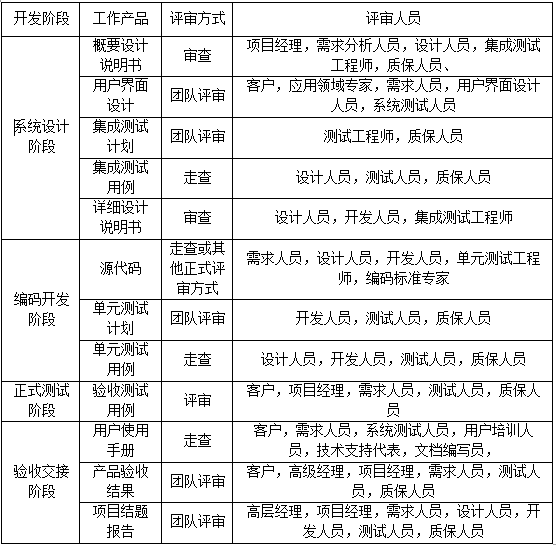 开发阶段 工作产品 评审方式 评审人员
系统设计
阶段
概要设计
说明书
审查
项目经理，需求分析人员，设计人员，集成测试
工程师，质保人员、
用户界面
设计
团队评审
客户，应用领域专家，需求人员，用户界面设计
人员，系统测试人员
集成测试
计划
团队评审
测试工程师，质保人员
集成测试
用例
走查
设计人员，测试人员，质保人员
详细设计
说明书
审查
设计人员，开发人员，集成测试工程师
编码开发
阶段
源代码
走查或其
他正式评
审方式
需求人员，设计人员，开发人员，单元测试工程
师，编码标准专家
单元测试
计划
团队评审
开发人员，测试人员，质保人员
单元测试
用例
走查
设计人员，开发人员，测试人员，质保人员
正式测试
阶段
验收测试
用例
评审
客户，项目经理，需求人员，测试人员，质保人
员
验收交接
阶段
用户使用
手册
走查
客户，需求人员，系统测试人员，用户培训人
员，技术支持代表，文档编写员，
产品验收
结果
团队评审
客户，高级经理，项目经理，需求人员，测试人
员，质保人员
项目结题
报告
团队评审
高层经理，项目经理，需求人员，设计人员，开
发人员，测试人员，质保人员